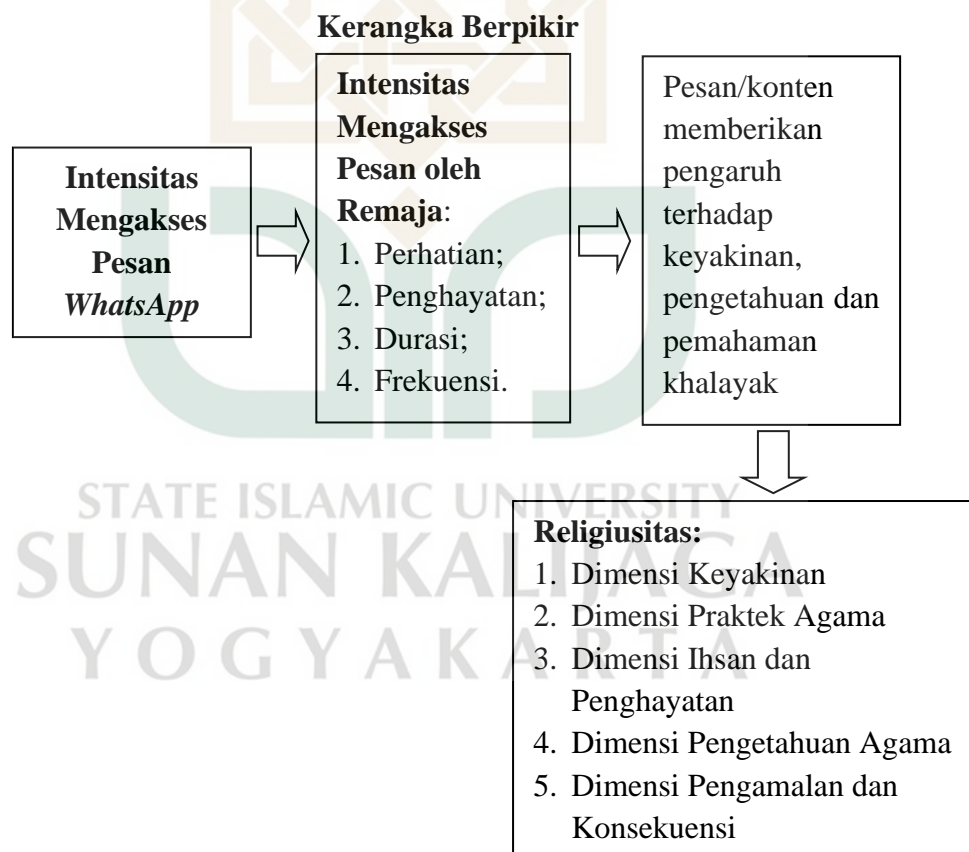 Kerangka Berpikir
Intensitas
Mengakses
Pesan
WhatsApp
Intensitas
Mengakses
Pesan oleh
Remaja:
1. Perhatian;
2. Penghayatan;
3. Durasi;
4. Frekuensi.
Pesan/konten
memberikan
pengaruh
terhadap
keyakinan,
pengetahuan dan
pemahaman
khalayak
Religiusitas:
1. Dimensi Keyakinan
2. Dimensi Praktek Agama
3. Dimensi Ihsan dan
Penghayatan
4. Dimensi Pengetahuan Agama
5. Dimensi Pengamalan dan
Konsekuensi
STATE ISLAMIC UNIVERSITY
SUNAN KALIJAGA
YOGYAKARTA